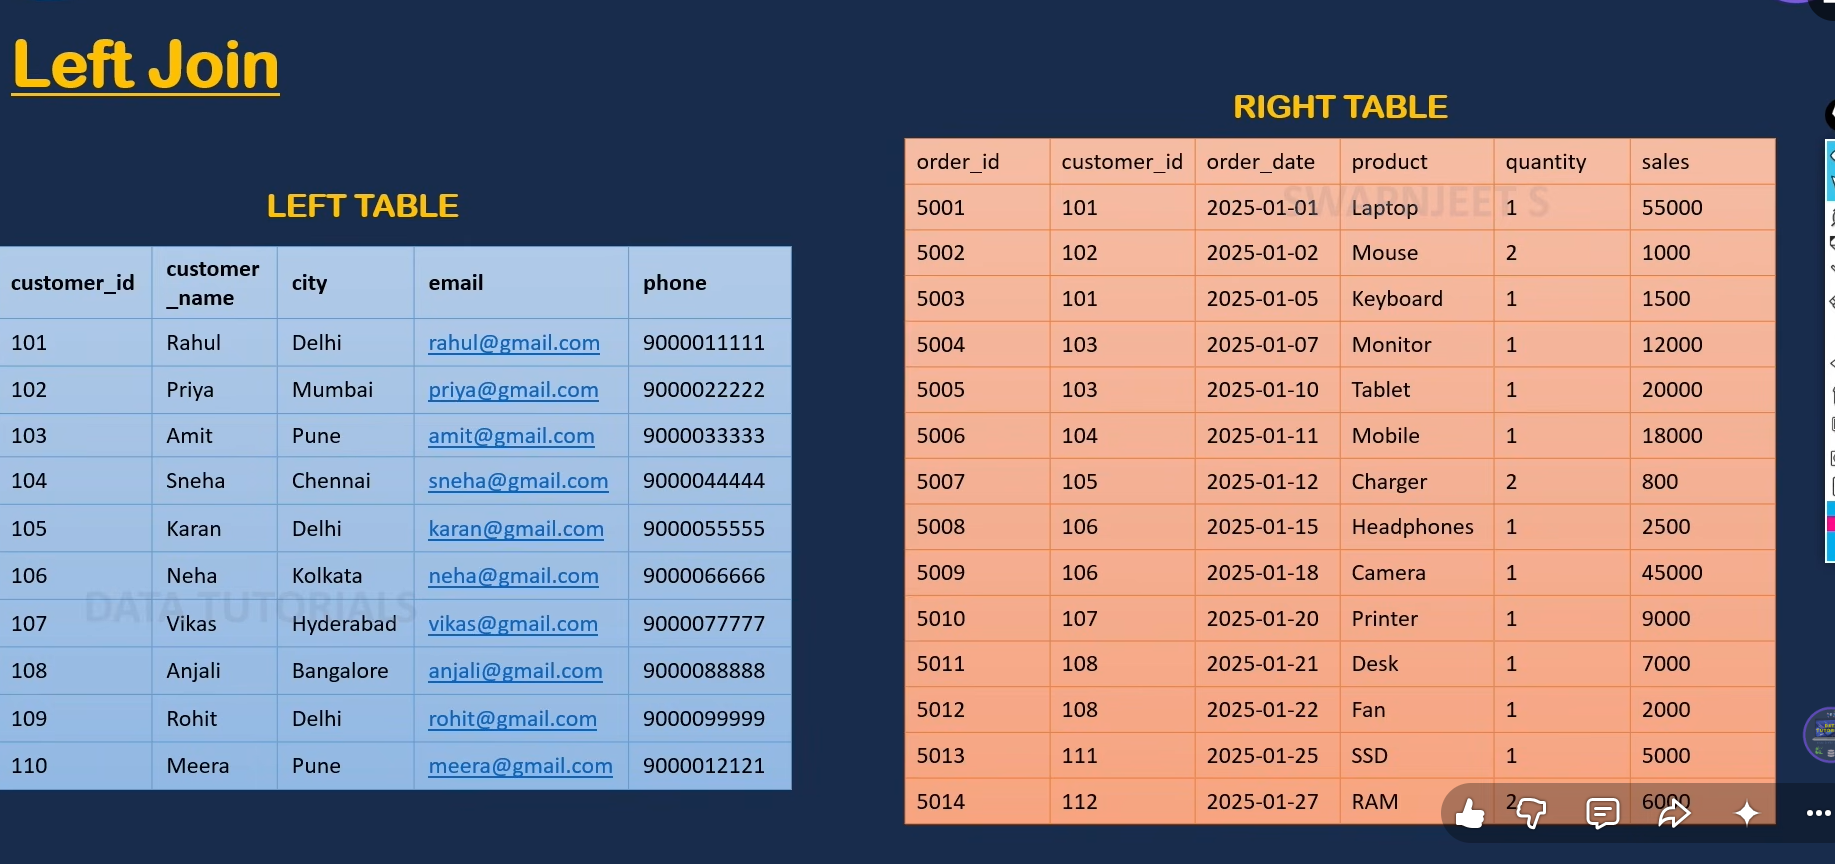 Left Join
LEFT TABLE
customer_id customer_name city email phone
101 Rahul Delhi rahul@gmail.com 9000011111
102 Priya Mumbai priya@gmail.com 9000022222
103 Amit Pune amit@gmail.com 9000033333
104 Sneha Chennai sneha@gmail.com 9000044444
105 Karan Delhi karan@gmail.com 9000055555
106 Neha Kolkata neha@gmail.com 9000066666
DATA TUTORIALS
107 Vikas Hyderabad vikas@gmail.com 9000077777
108 Anjali Bangalore anjali@gmail.com 9000088888
109 Rohit Delhi rohit@gmail.com 9000099999
110 Meera Pune meera@gmail.com 9000012121
RIGHT TABLE
order_id customer_id order_date product quantity sales
SWAPNJEET S
5001 101 2025-01-01 Laptop 1 55000
5002 102 2025-01-02 Mouse 2 1000
5003 101 2025-01-05 Keyboard 1 1500
5004 103 2025-01-07 Monitor 1 12000
5005 103 2025-01-10 Tablet 1 20000
5006 104 2025-01-11 Mobile 1 18000
5007 105 2025-01-12 Charger 2 800
5008 106 2025-01-15 Headphones 1 2500
5009 106 2025-01-18 Camera 1 45000
5010 107 2025-01-20 Printer 1 9000
5011 108 2025-01-21 Desk 1 7000
5012 108 2025-01-22 Fan 1 2000
5013 111 2025-01-25 SSD 1 5000
5014 112 2025-01-27 RAM 2 6000